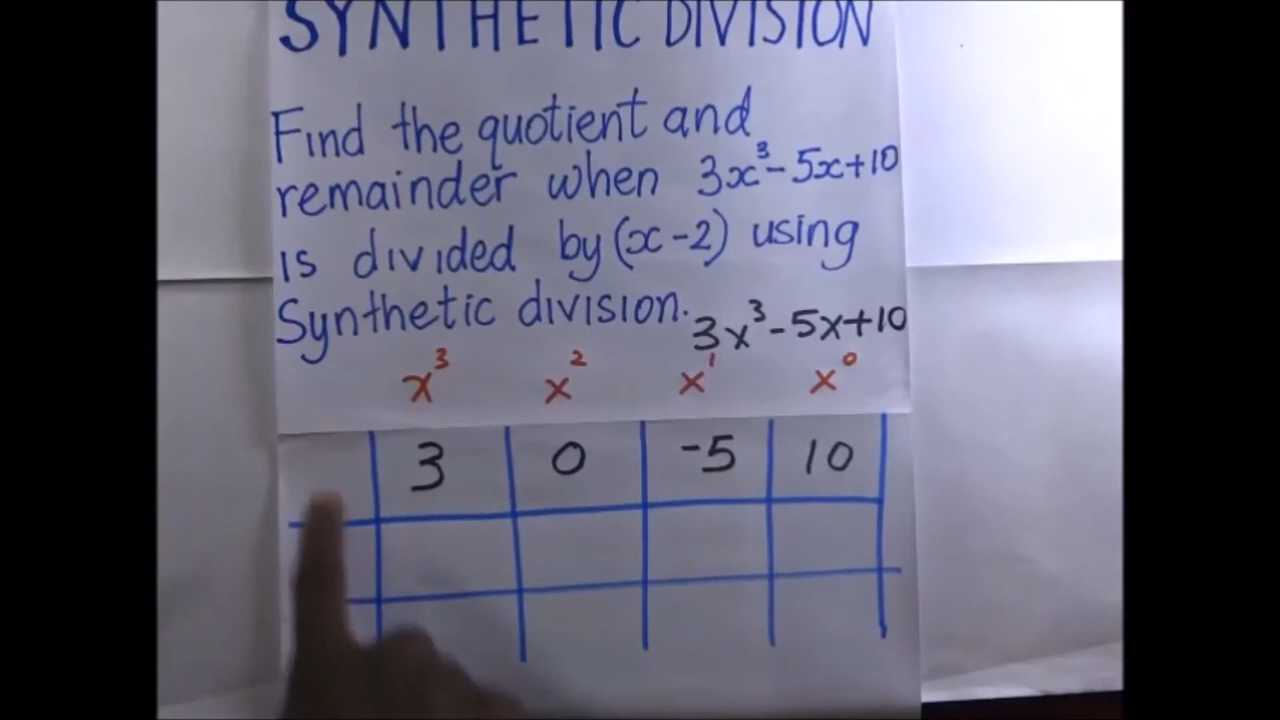 SYNTHETIC DIVISION
Find the quotient and
remainder when 3x³-5x+10
is divided by (x-2) using
Synthetic division.
3x³-5x+10
x³ x² x¹ x⁰
3 0 -5 10